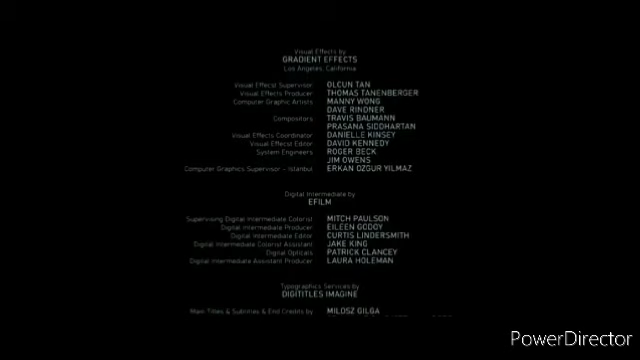 Visual Effects by
GRADIENT EFFECTS
Los Angeles, California
Visual Effecst Supervisor OLCUN TAN
Visual Effects Producer THOMAS TANENBERGER
Computer Graphic Artists MANNY WONG
DAVE RINDNER
Compositors TRAVIS BAUMANN
PRASANA SIDDHARTAN
Visual Effects Coordinator DANIELLE KINSEY
Visual Effecst Editor DAVID KENNEDY
System Engineers ROGER BECK
JIM OWENS
Computer Graphics Supervisor - Istanbul ERKAN OZGUR YILMAZ
Digital Intermediate by
EFILM
Supervising Digital Intermediate Colorist MITCH PAULSON
Digital Intermediate Producer EILEEN GODOY
Digital Intermediate Editor CURTIS LINDERSMITH
Digital Intermediate Colorist Assistant JAKE KING
Digital Opticals PATRICK CLANCEY
Digital Intermediate Assistant Producer LAURA HOLEMAN
Typographics Services by
DIGITITLES IMAGINE
Main Titles & Subtitles & End Credits by MILOSZ GILGA
PowerDirector